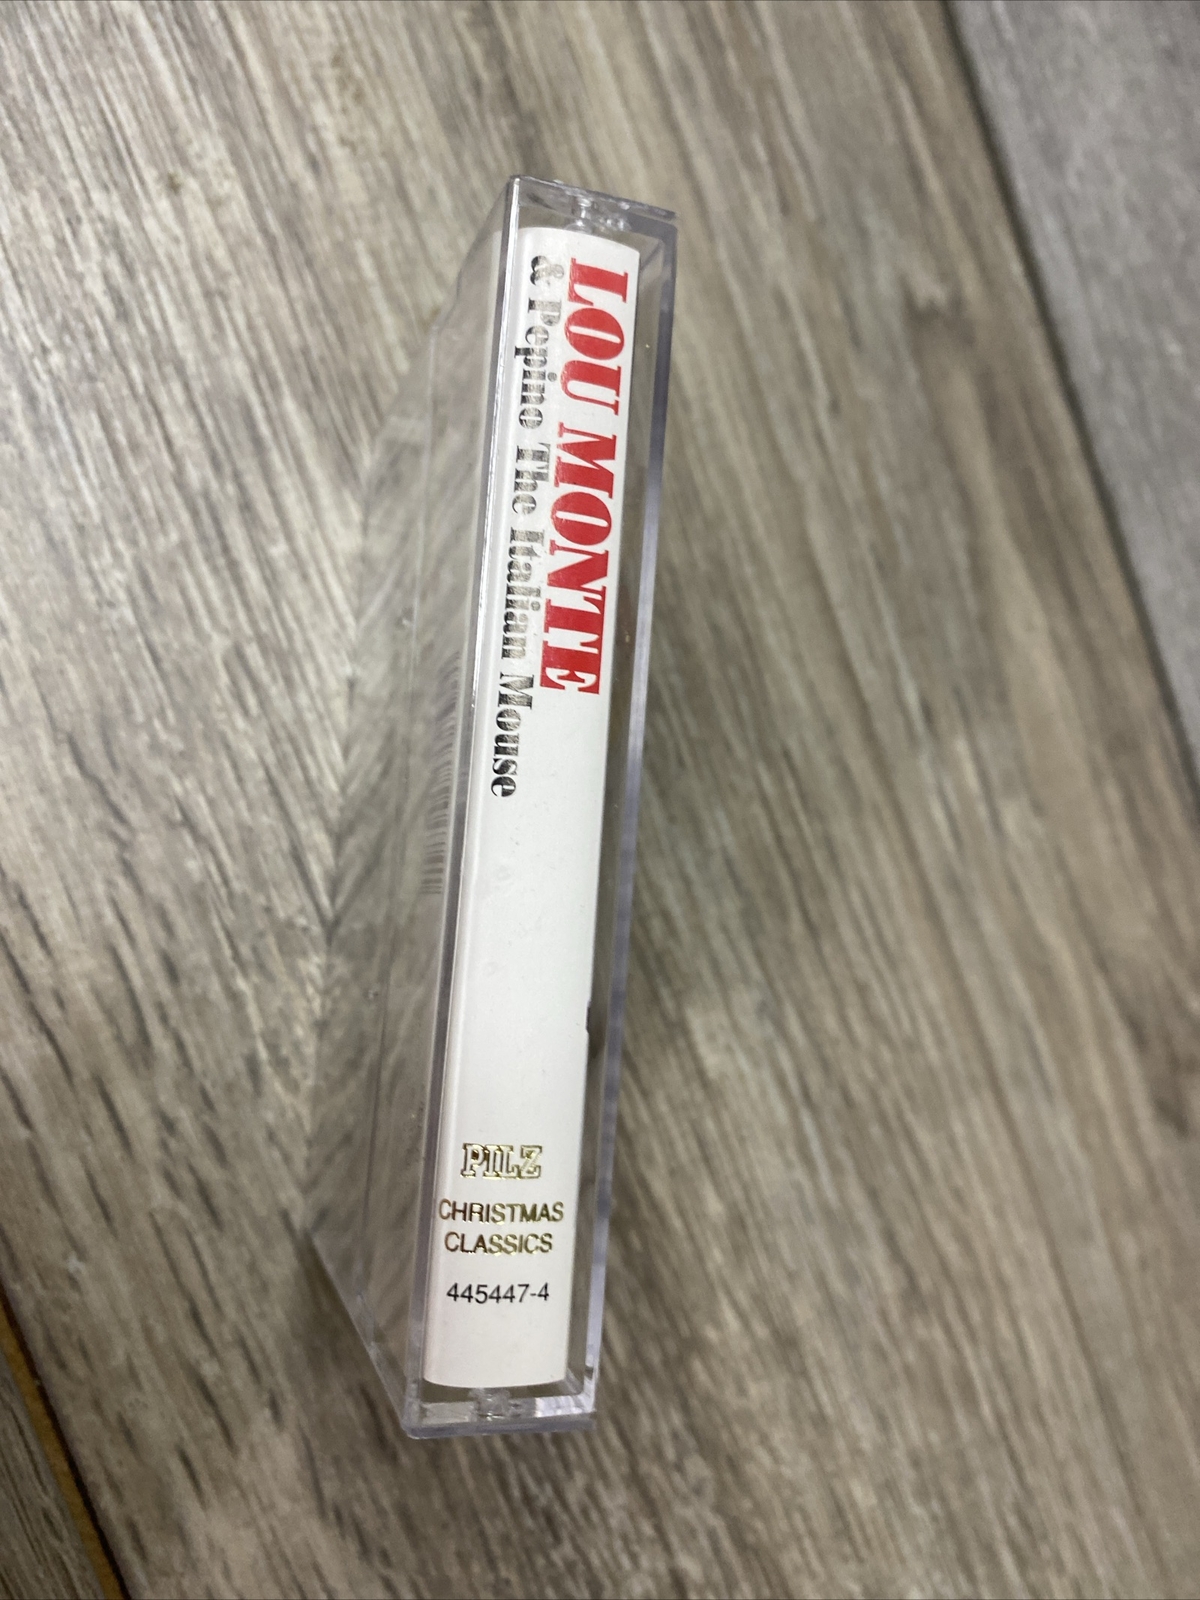 LOU MONTE
& Pepino The Italian Mouse
PILZ
CHRISTMAS
CLASSICS
445447-4